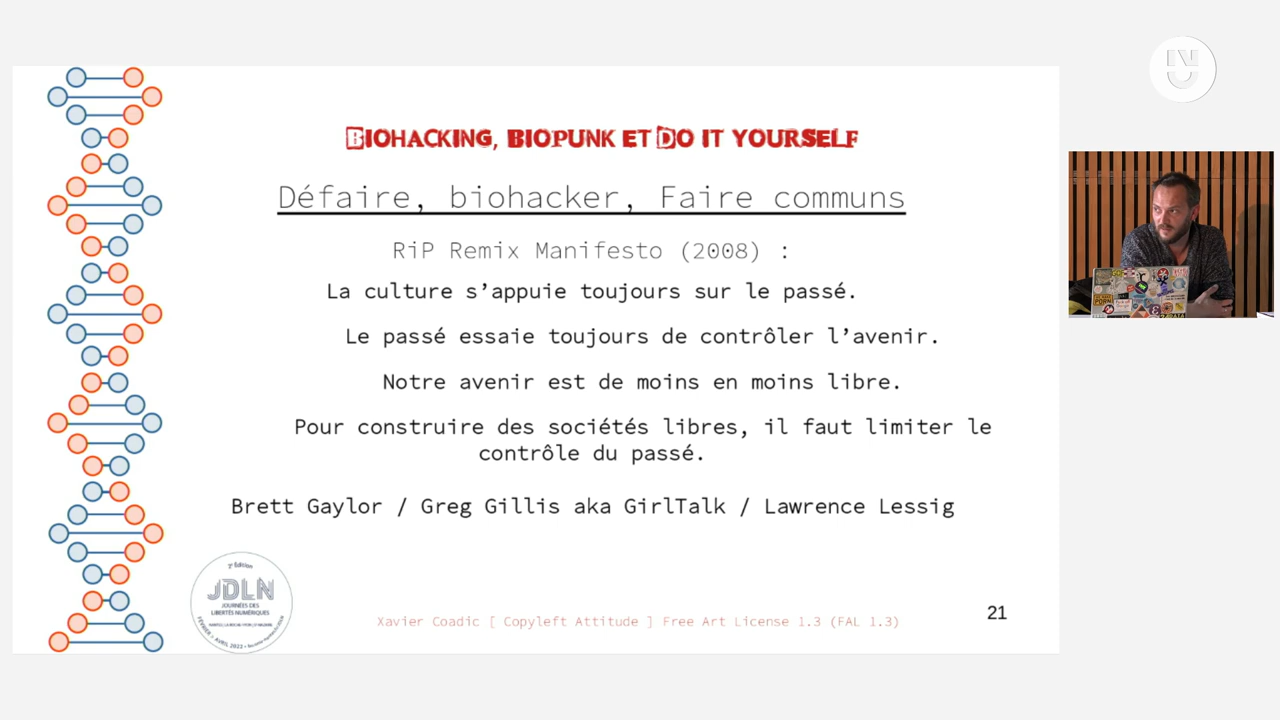 BIOHACKING, BIOPUNK ET DO IT YOURSELF
Défaire, biohacker, Faire communs
RiP Remix Manifesto (2008) :
La culture s’appuie toujours sur le passé.
Le passé essaie toujours de contrôler l’avenir.
Notre avenir est de moins en moins libre.
Pour construire des sociétés libres, il faut limiter le
contrôle du passé.
Brett Gaylor / Greg Gillis aka GirlTalk / Lawrence Lessig
2e Édition
JDLN
JOURNÉES DES
LIBERTÉS NUMÉRIQUES
Xavier Coadic [ Copyleft Attitude ] Free Art License 1.3 (FAL 1.3)
21